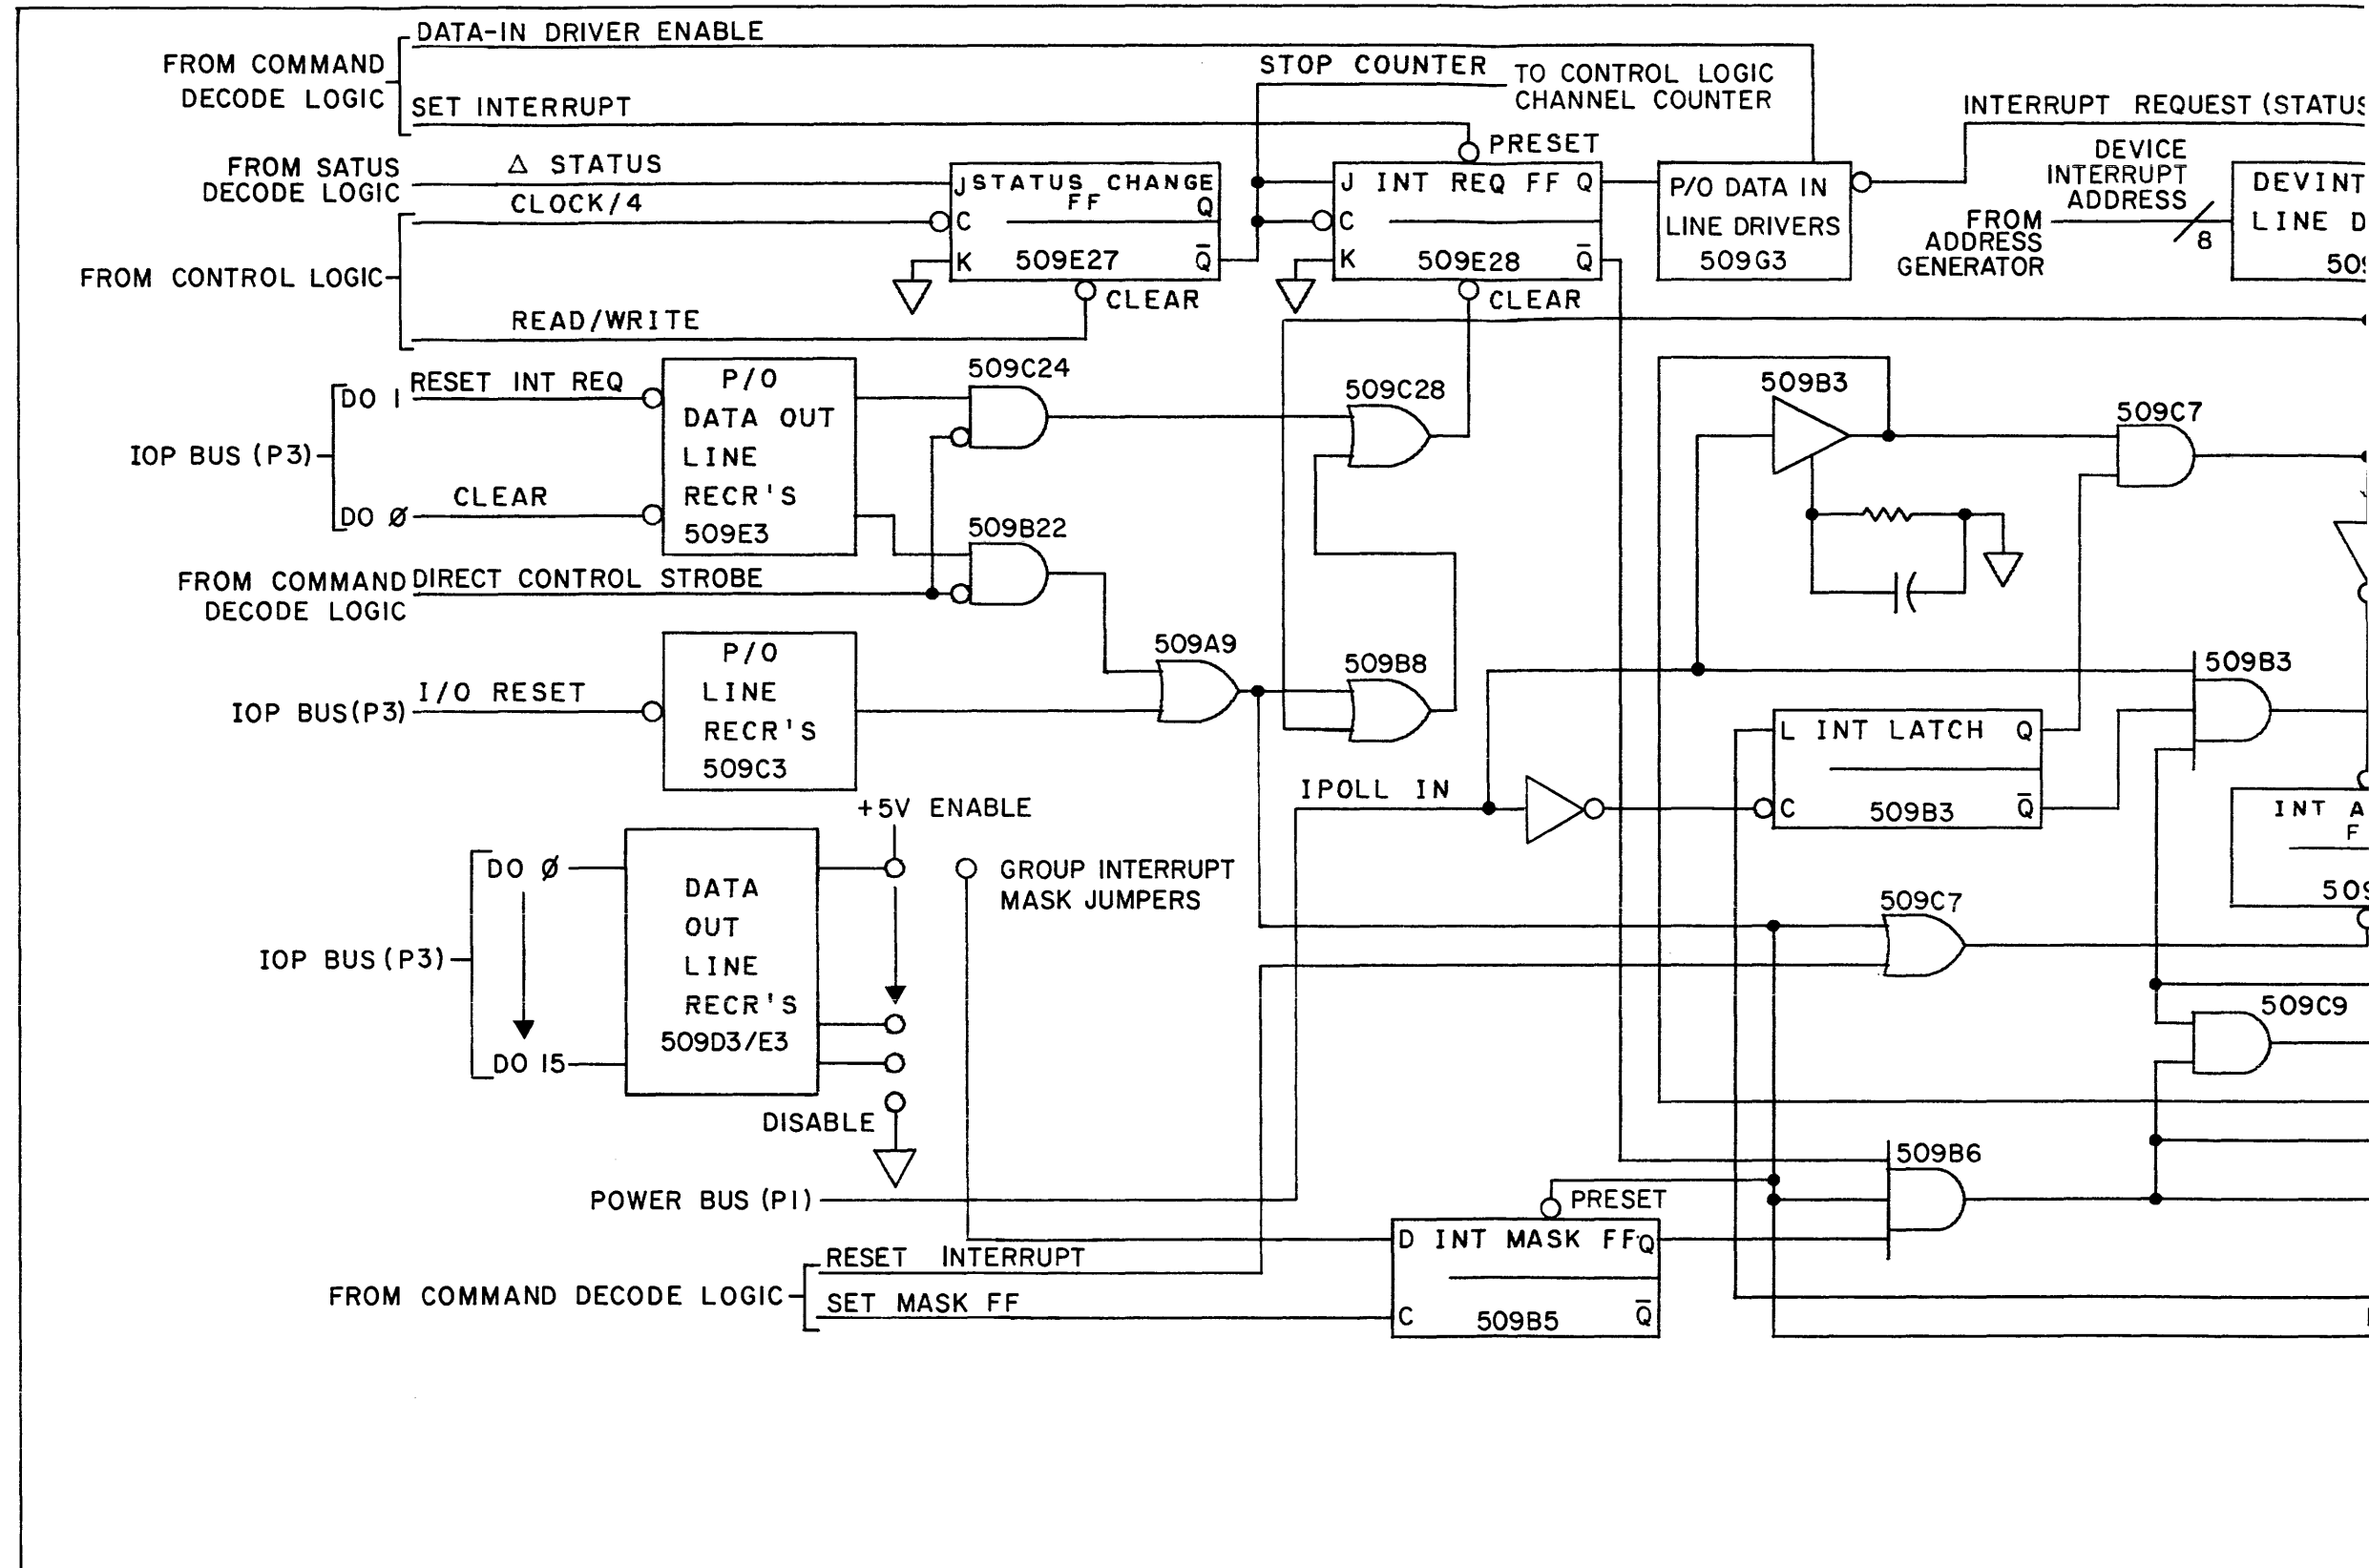 DATA-IN DRIVER ENABLE
FROM COMMAND
DECODE LOGIC
SET INTERRUPT
STOP COUNTER
TO CONTROL LOGIC
CHANNEL COUNTER
INTERRUPT REQUEST (STATUS
PRESET
FROM SATUS
DECODE LOGIC
Δ STATUS
CLOCK/4
J STATUS CHANGE
FF Q
C
K 509E27 Q̅
CLEAR
J INT REQ FF Q
C
K 509E28 Q̅
CLEAR
P/O DATA IN
LINE DRIVERS
509G3
DEVICE
INTERRUPT
ADDRESS
FROM
ADDRESS
GENERATOR
8
DEVINT
LINE D
FROM CONTROL LOGIC
READ/WRITE
IOP BUS (P3)
DO 1
RESET INT REQ
DO Ø
CLEAR
P/O
DATA OUT
LINE
RECR'S
509E3
509C24
509C28
509B3
509C7
509B22
FROM COMMAND
DECODE LOGIC
DIRECT CONTROL STROBE
IOP BUS(P3)
I/O RESET
P/O
LINE
RECR'S
509C3
509A9
509B8
509B3
L INT LATCH Q
C 509B3 Q̅
IPOLL IN
+5V ENABLE
GROUP INTERRUPT
MASK JUMPERS
IOP BUS (P3)
DO Ø
DO 15
DATA
OUT
LINE
RECR'S
509D3/E3
DISABLE
INT A
F
509C7
509C9
509B6
POWER BUS (P1)
PRESET
D INT MASK FF Q
C 509B5 Q̅
FROM COMMAND DECODE LOGIC
RESET INTERRUPT
SET MASK FF